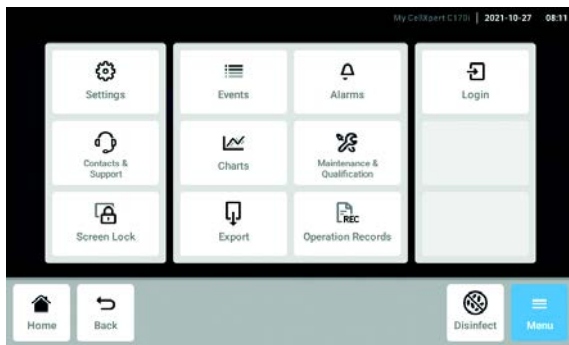 My CellXpert C170i | 2021-10-27 08:11
Settings
Events
Alarms
Login
Contacts &
Support
Charts
Maintenance &
Qualification
Screen Lock
Export
REC
Operation Records
Home
Back
Disinfect
Menu